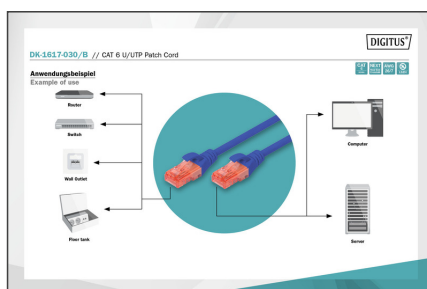 DIGITUS®
DK-1617-030/B // CAT 6 U/UTP Patch Cord
Anwendungsbeispiel
Example of use
Router
Switch
Wall Outlet
Floor tank
Computer
Server